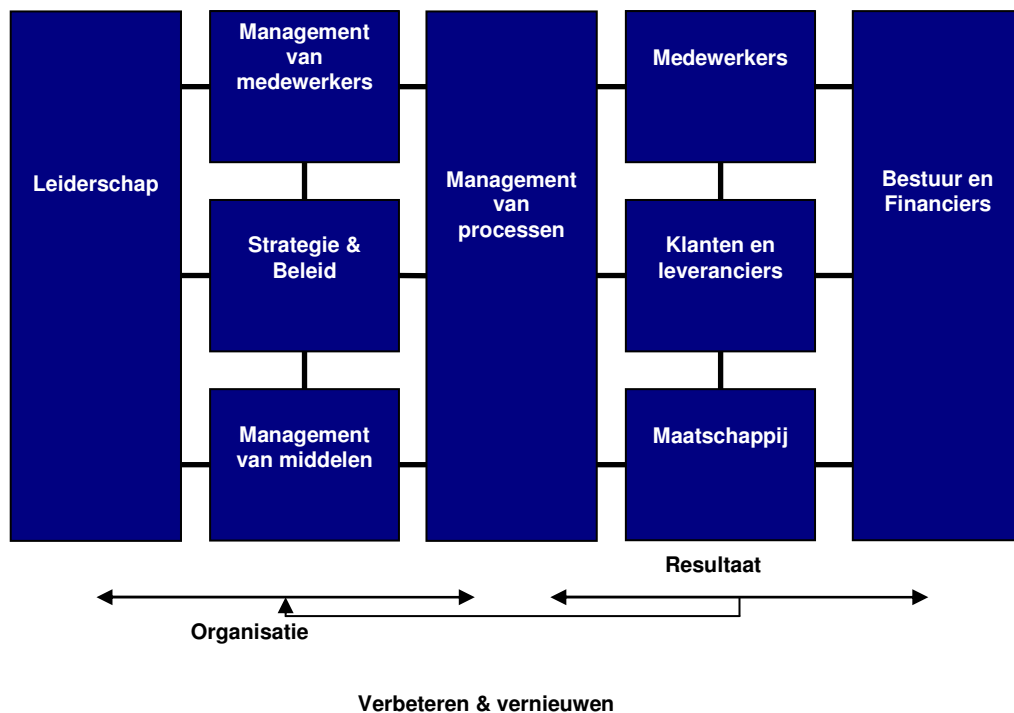 Leiderschap
Management
van
medewerkers
Strategie &
Beleid
Management
van middelen
Management
van
processen
Medewerkers
Klanten en
leveranciers
Maatschappij
Bestuur en
Financiers
Resultaat
Organisatie
Verbeteren & vernieuwen